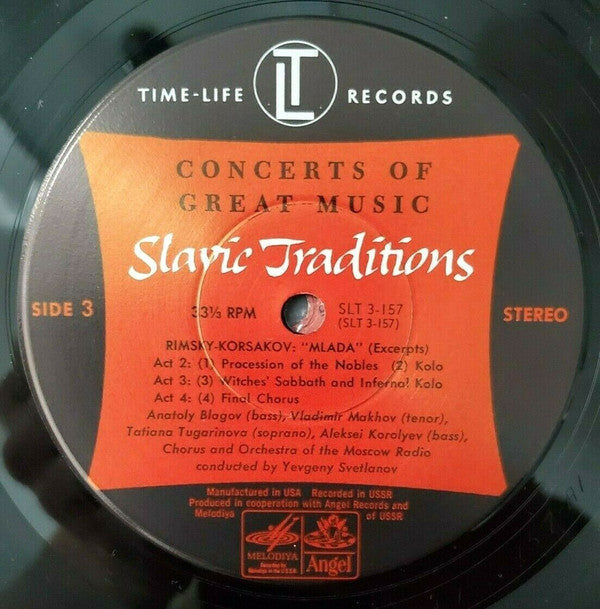 TIME-LIFE TL RECORDS
CONCERTS OF
GREAT MUSIC
Slavic Traditions
SIDE 3
33⅓ RPM
SLT 3-157
(SLT 3-157)
STEREO
RIMSKY-KORSAKOV: "MLADA" (Excerpts)
Act 2: (1) Procession of the Nobles (2) Kolo
Act 3: (3) Witches' Sabbath and Infernal Kolo
Act 4: (4) Final Chorus
Anatoly Blagov (bass), Vladimir Makhov (tenor),
Tatiana Tugarinova (soprano), Aleksei Korolyev (bass),
Chorus and Orchestra of the Moscow Radio
conducted by Yevgeny Svetlanov
Manufactured in USA Recorded in USSR
Produced in cooperation with Angel Records and
Melodiya of USSR
MELODIYA
Angel